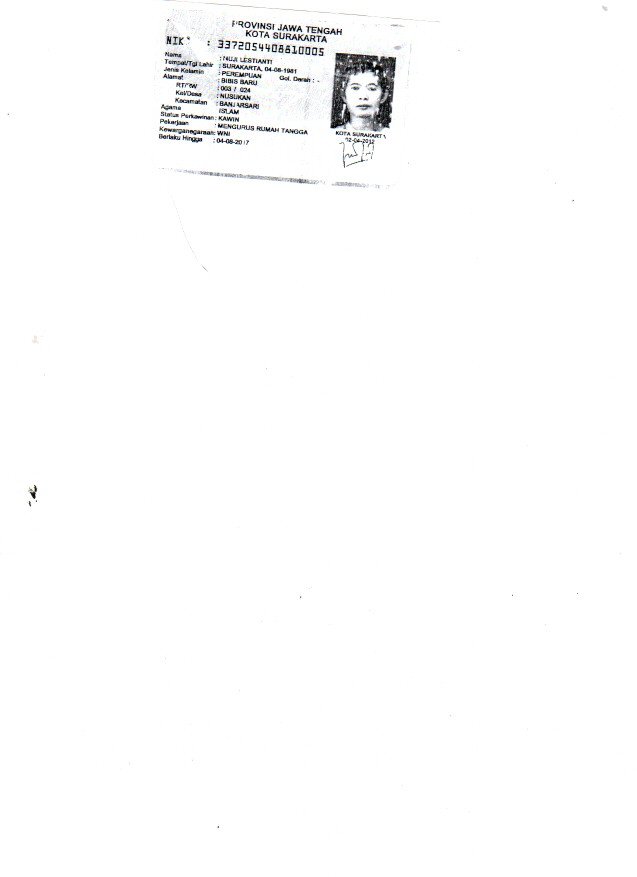 PROVINSI JAWA TENGAH
KOTA SURAKARTA
NIK : 3372054408810005
Nama : LESTIANTI
Tempat/Tgl Lahir : SURAKARTA, 04-08-1981
Jenis Kelamin : PEREMPUAN Gol. Darah : -
Alamat : BIBIS BARU
RT/RW : 003 / 024
Kel/Desa : NUSUKAN
Kecamatan : BANJARSARI
Agama : ISLAM
Status Perkawinan : KAWIN
Pekerjaan : MENGURUS RUMAH TANGGA
Kewarganegaraan: WNI
Berlaku Hingga : 04-08-2017
KOTA SURAKARTA
02-04-2012